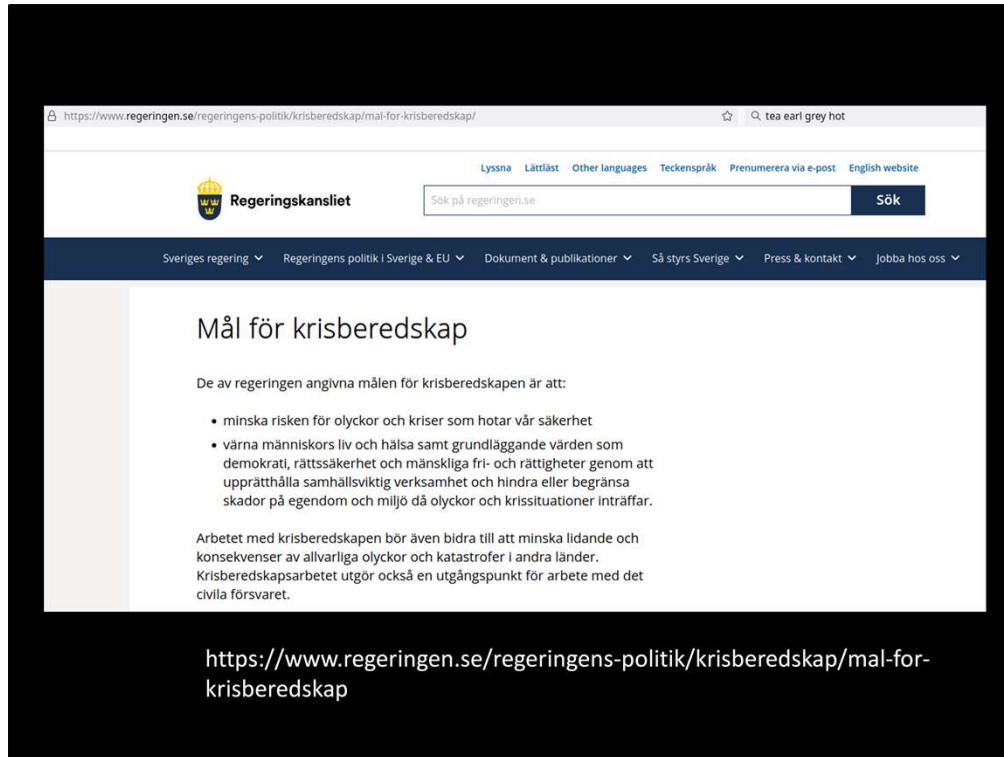 https://www.regeringen.se/regeringens-politik/krisberedskap/mal-for-krisberedskap/
tea earl grey hot
Lyssna Lättläst Other languages Teckenspråk Prenumerera via e-post English website
Regeringskansliet
Sök på regeringen.se
Sök
Sveriges regering Regeringens politik i Sverige & EU Dokument & publikationer Så styrs Sverige Press & kontakt Jobba hos oss
Mål för krisberedskap
De av regeringen angivna målen för krisberedskapen är att:
• minska risken för olyckor och kriser som hotar vår säkerhet
• värna människors liv och hälsa samt grundläggande värden som
demokrati, rättssäkerhet och mänskliga fri- och rättigheter genom att
upprätthålla samhällsviktig verksamhet och hindra eller begränsa
skador på egendom och miljö då olyckor och krissituationer inträffar.
Arbetet med krisberedskapen bör även bidra till att minska lidande och
konsekvenser av allvarliga olyckor och katastrofer i andra länder.
Krisberedskapsarbetet utgör också en utgångspunkt för arbete med det
civila försvaret.
https://www.regeringen.se/regeringens-politik/krisberedskap/mal-for-
krisberedskap